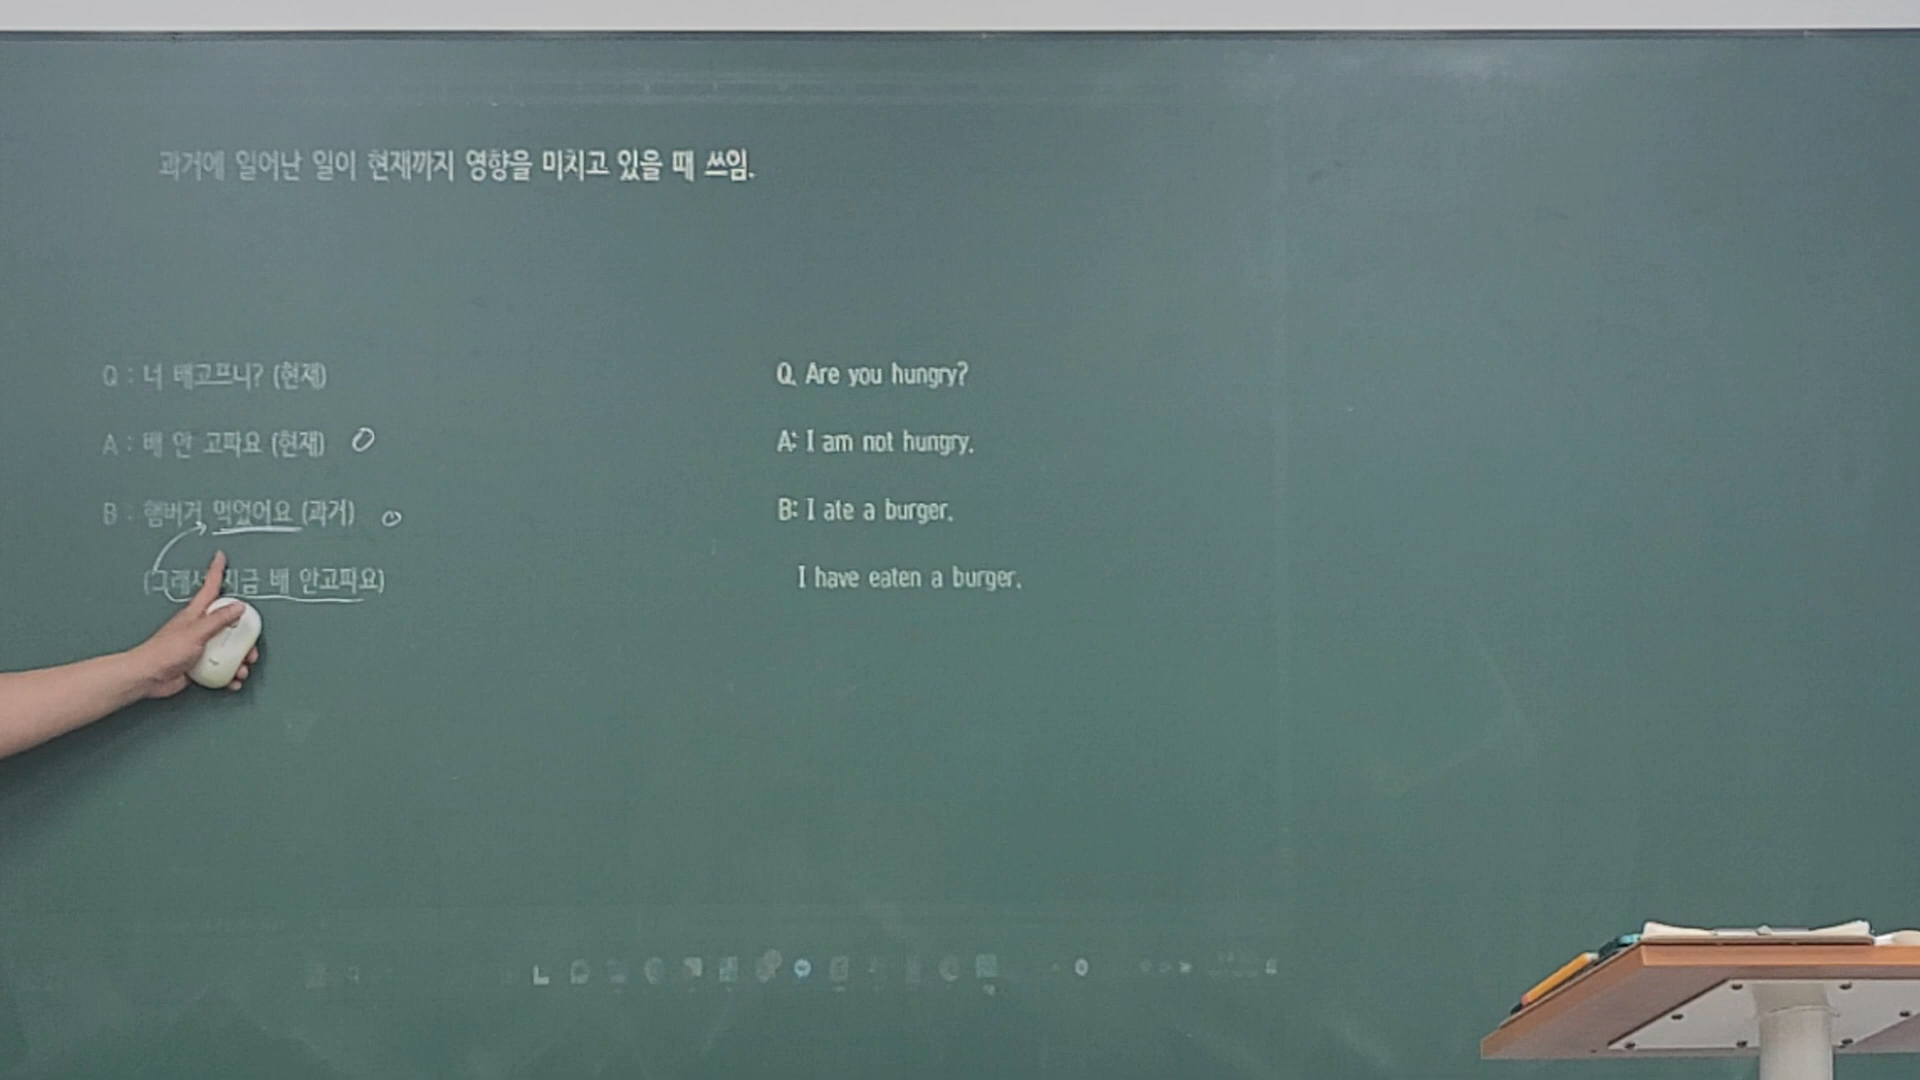 과거에 일어난 일이 현재까지 영향을 미치고 있을 때 쓰임.
Q : 너 배고프니? (현재)
A : 배 안 고파요 (현재)
B : 햄버거 먹었어요 (과거)
(그래서 지금 배 안고파요)
Q. Are you hungry?
A: I am not hungry.
B: I ate a burger.
I have eaten a burger.